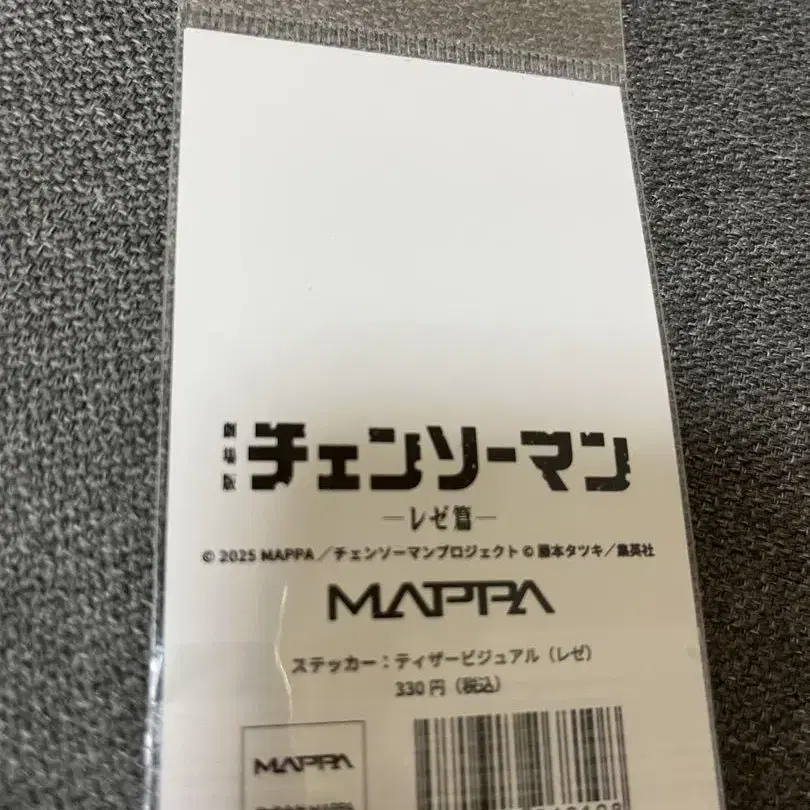 劇場版 チェンソーマン
—レゼ篇—
© 2025 MAPPA／チェンソーマンプロジェクト © 藤本タツキ／集英社
MAPPA
ステッカー：ティザービジュアル（レゼ）
330円（税込）
MAPPA